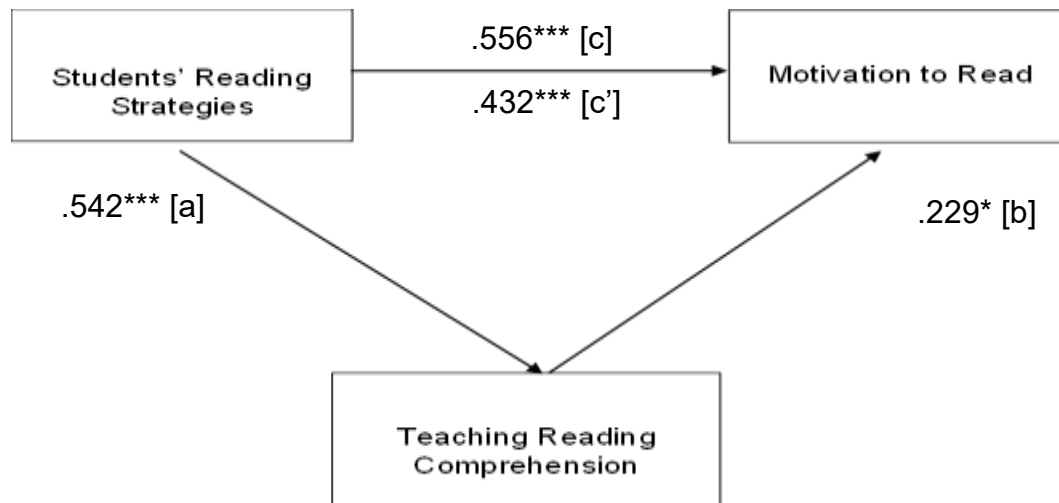 .556*** [c]
Students’ Reading
Strategies
Motivation to Read
.432*** [c’]
.542*** [a]
.229* [b]
Teaching Reading
Comprehension